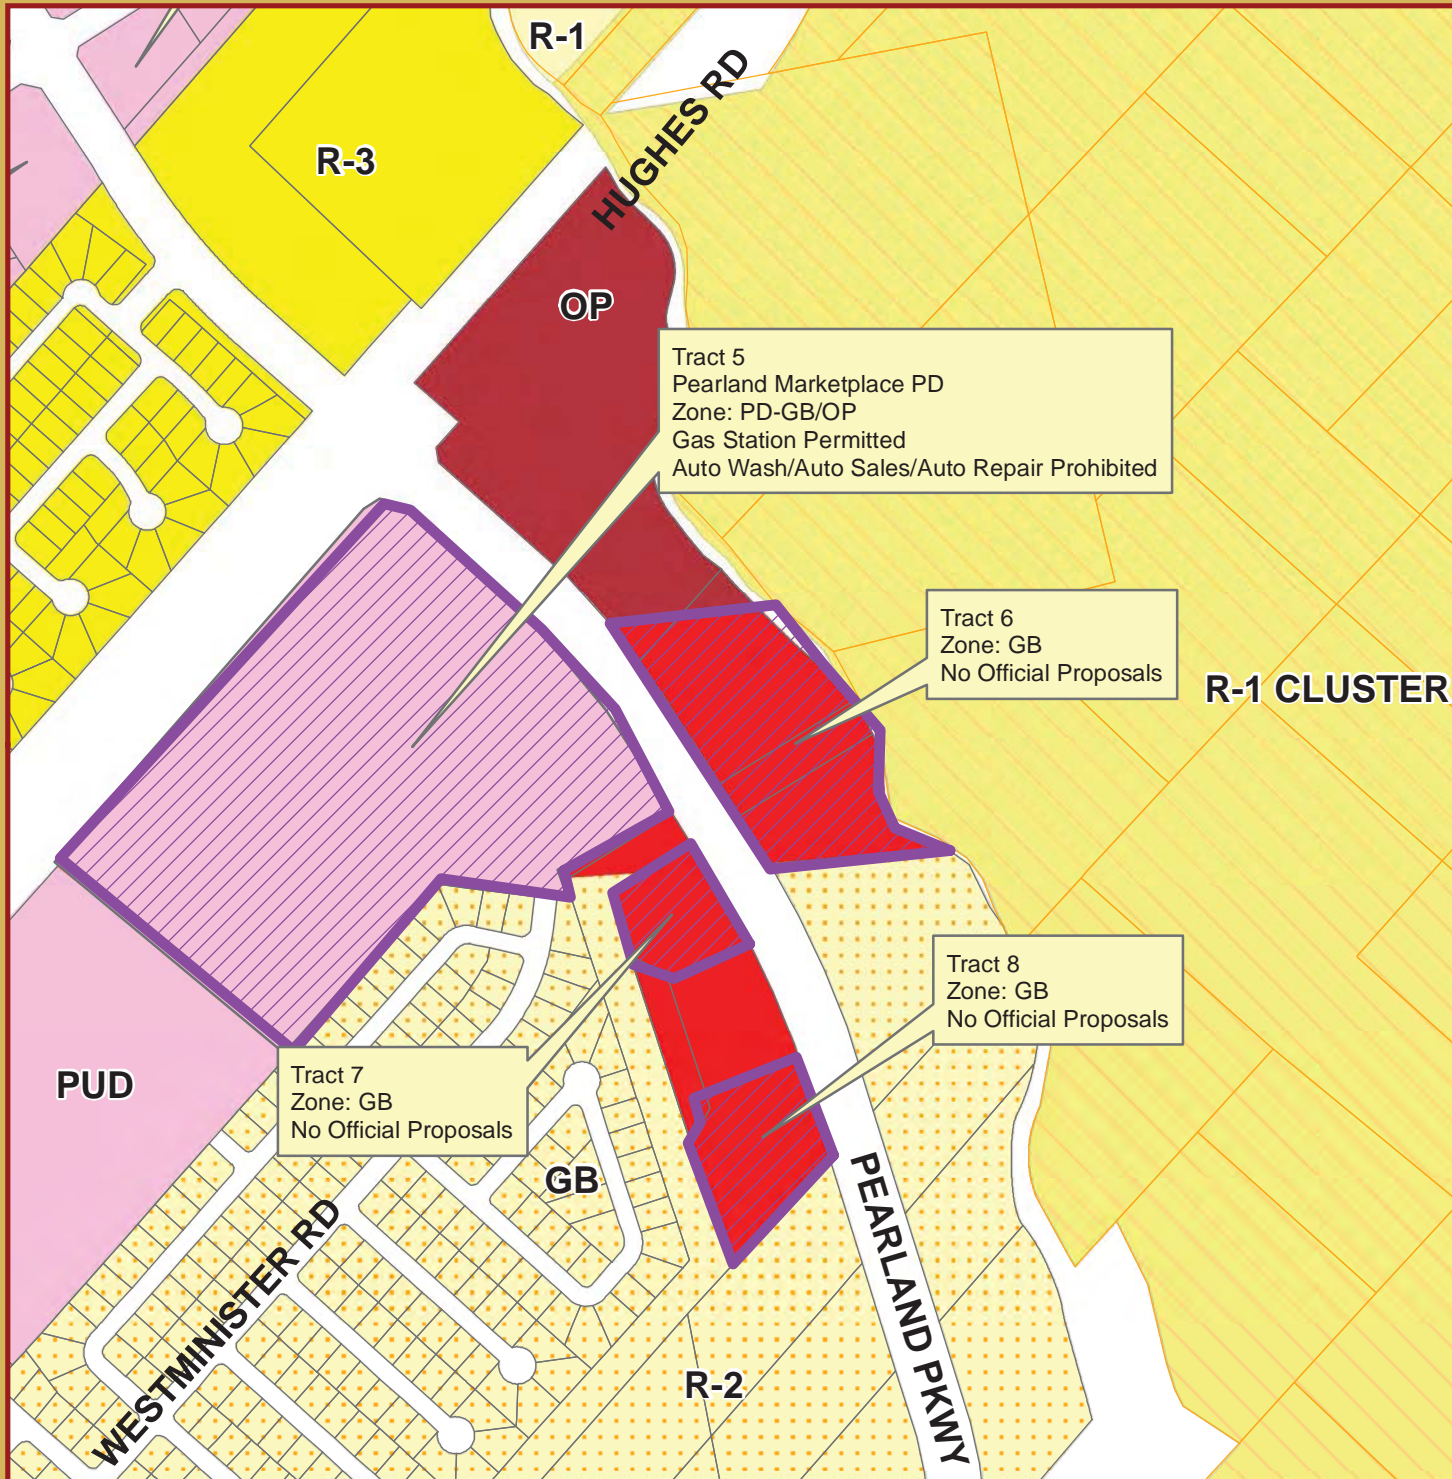 R-1
HUGHES RD
R-3
OP
Tract 5
Pearland Marketplace PD
Zone: PD-GB/OP
Gas Station Permitted
Auto Wash/Auto Sales/Auto Repair Prohibited
Tract 6
Zone: GB
No Official Proposals
R-1 CLUSTER
Tract 8
Zone: GB
No Official Proposals
Tract 7
Zone: GB
No Official Proposals
PUD
GB
PEARLAND PKWY
WESTMINISTER RD
R-2